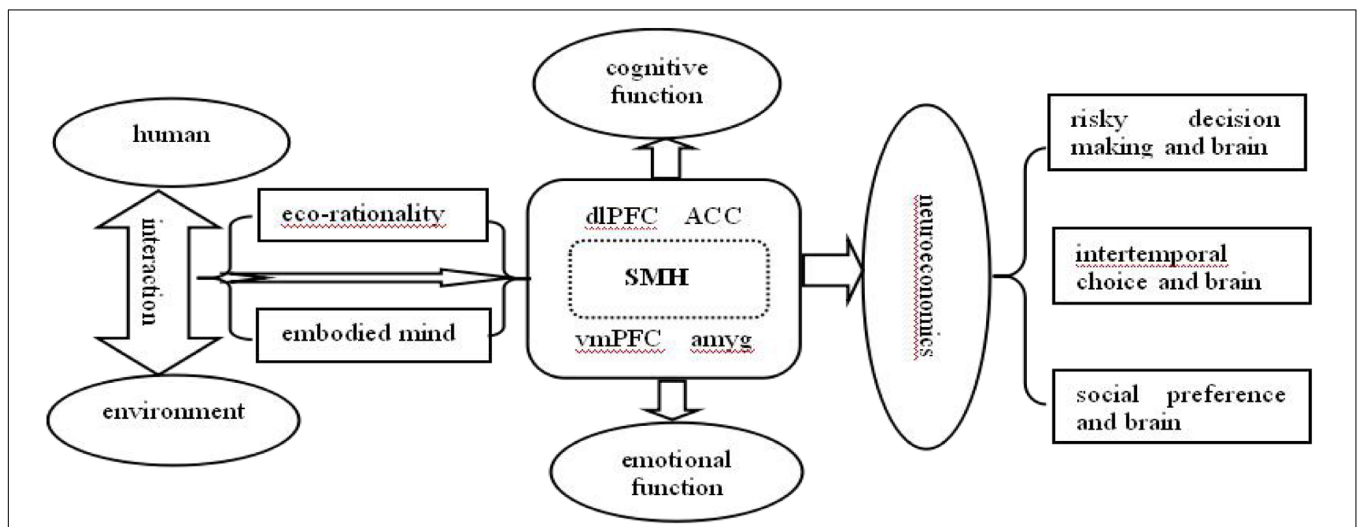 human
interaction
environment
eco-rationality
embodied mind
cognitive
function
dlPFC ACC
SMH
vmPFC amyg
emotional
function
neuroeconomics
risky decision
making and brain
intertemporal
choice and brain
social preference
and brain